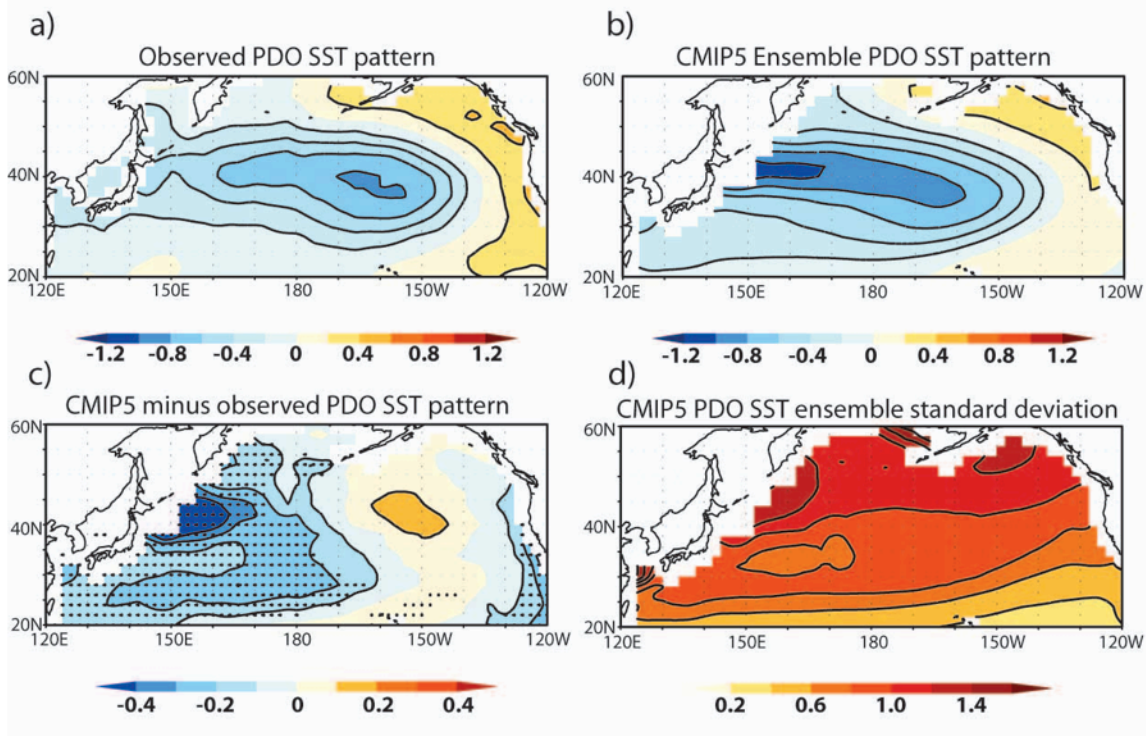 a)
Observed PDO SST pattern
60N
40N
20N
120E 150E 180 150W 120W
-1.2 -0.8 -0.4 0 0.4 0.8 1.2
b)
CMIP5 Ensemble PDO SST pattern
60N
40N
20N
120E 150E 180 150W 120W
-1.2 -0.8 -0.4 0 0.4 0.8 1.2
c)
CMIP5 minus observed PDO SST pattern
60N
40N
20N
120E 150E 180 150W 120W
-0.4 -0.2 0 0.2 0.4
d)
CMIP5 PDO SST ensemble standard deviation
60N
40N
20N
120E 150E 180 150W 120W
0.2 0.6 1.0 1.4